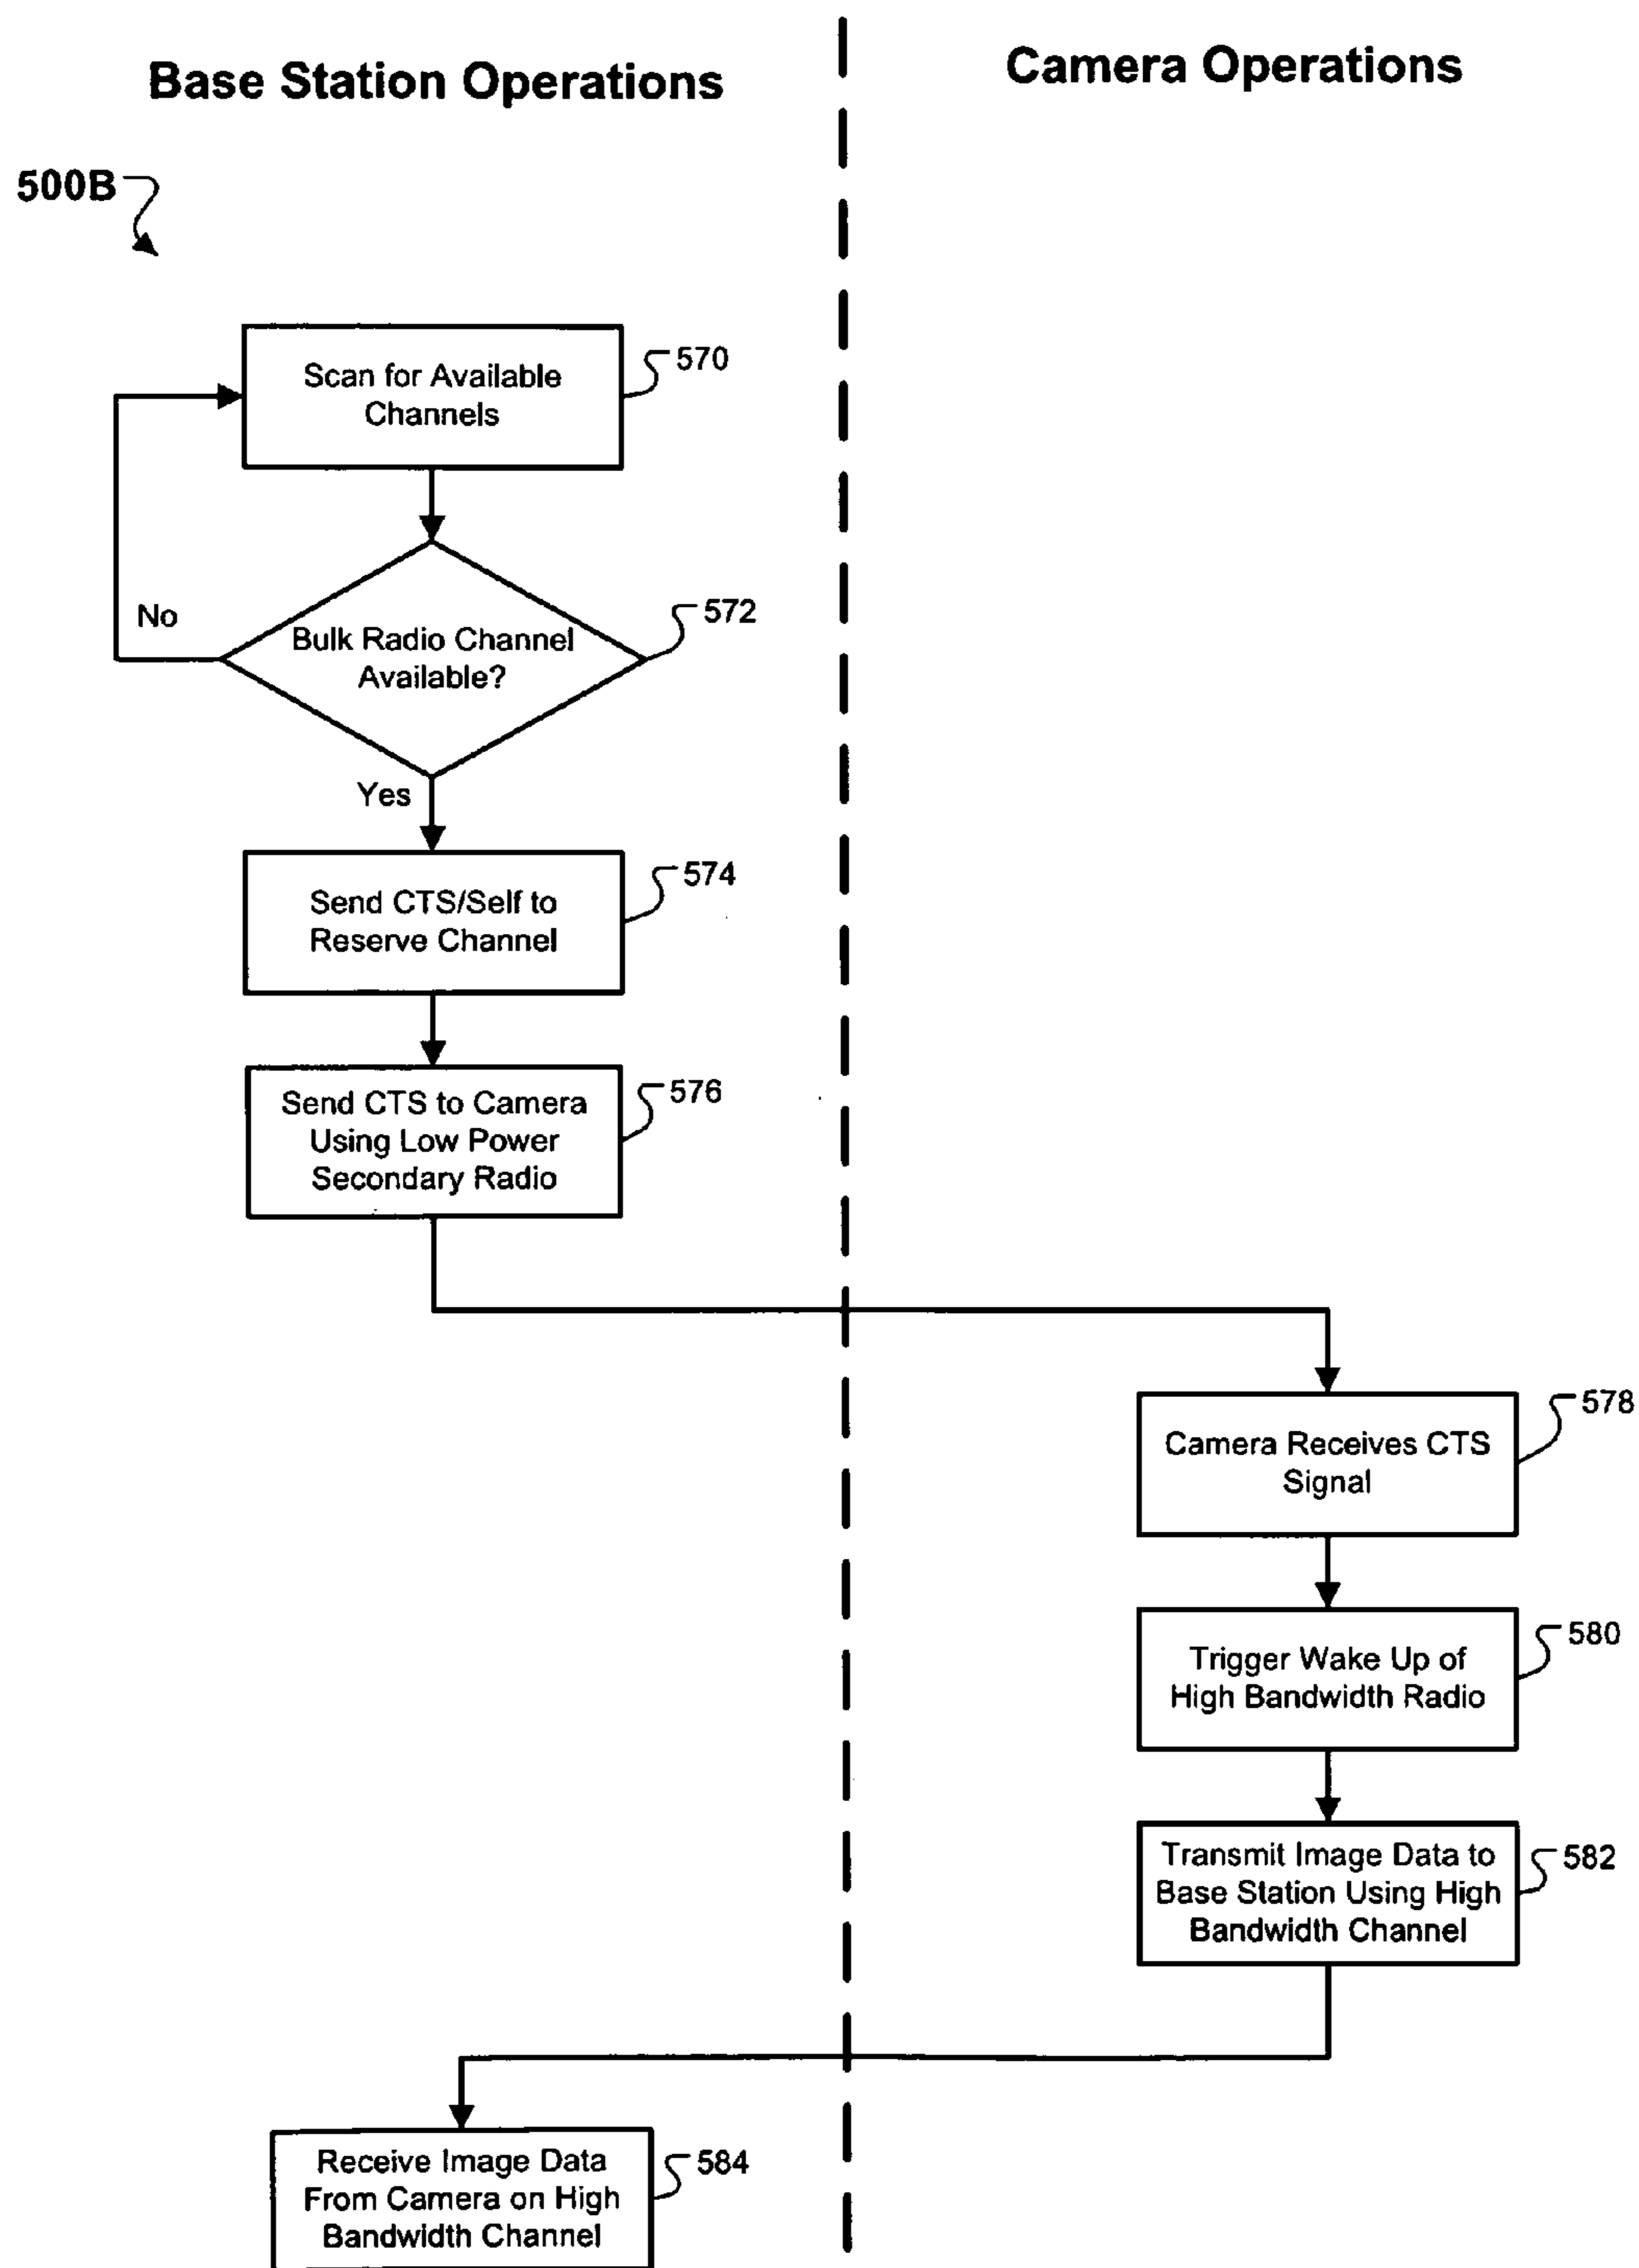 Base Station Operations
Camera Operations
500B
Scan for Available
Channels
570
No
Bulk Radio Channel
Available?
572
Yes
Send CTS/Self to
Reserve Channel
574
Send CTS to Camera
Using Low Power
Secondary Radio
576
Camera Receives CTS
Signal
578
Trigger Wake Up of
High Bandwidth Radio
580
Transmit Image Data to
Base Station Using High
Bandwidth Channel
582
Receive Image Data
From Camera on High
Bandwidth Channel
584